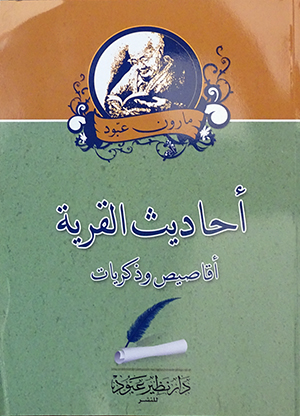 مارون عبود
أحاديث القرية
أقاصيص وذكريات
دار نظير عبود
للنشر